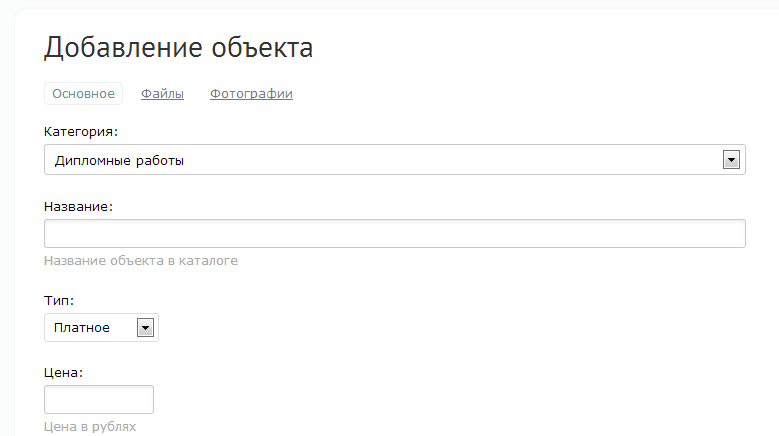 Добавление объекта
Основное Файлы Фотографии
Категория:
Дипломные работы
Название:
Название объекта в каталоге
Тип:
Платное
Цена:
Цена в рублях